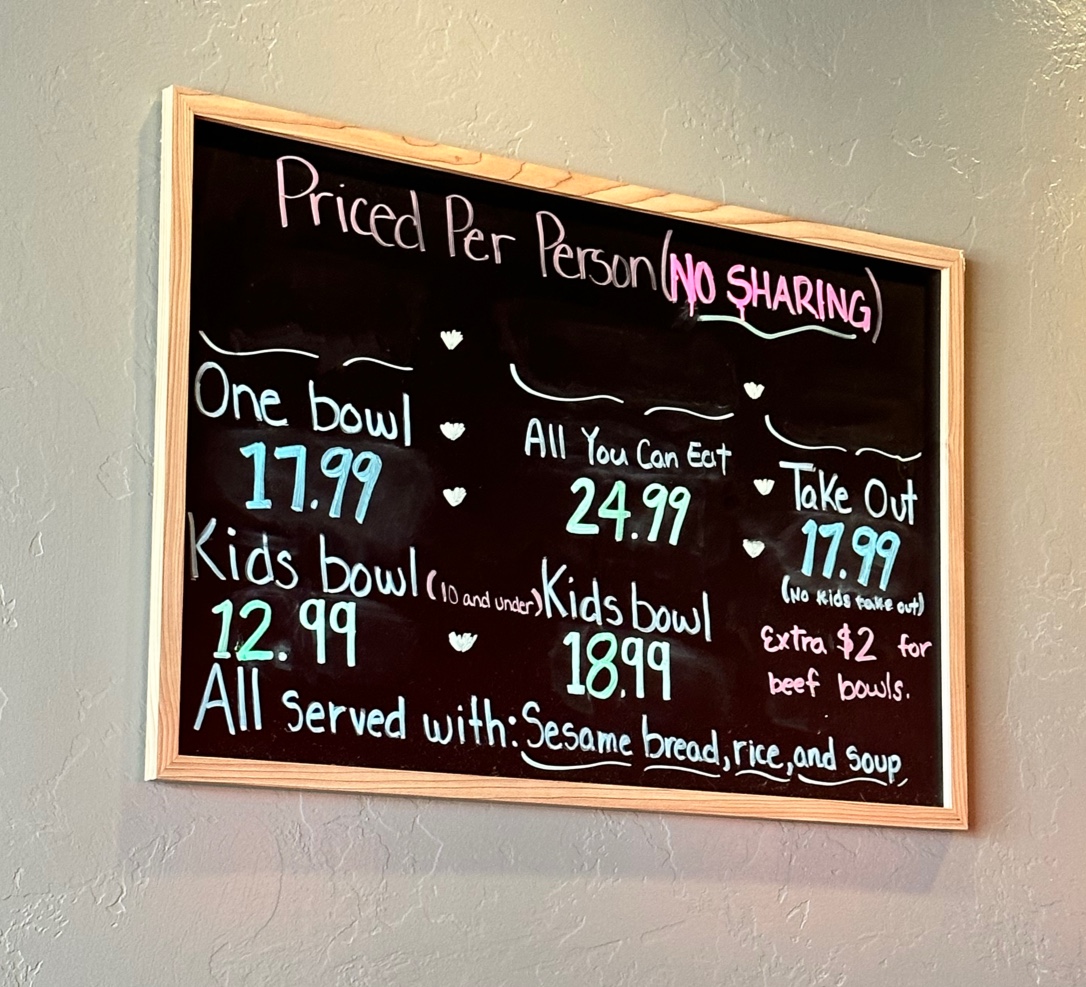 Priced Per Person (NO SHARING)
One bowl
17.99
Kids bowl (10 and under)
12.99
All You Can Eat
24.99
Kids bowl
18.99
Take Out
17.99
(No Kids take out)
Extra $2 for
beef bowls.
All served with: Sesame bread, rice, and soup